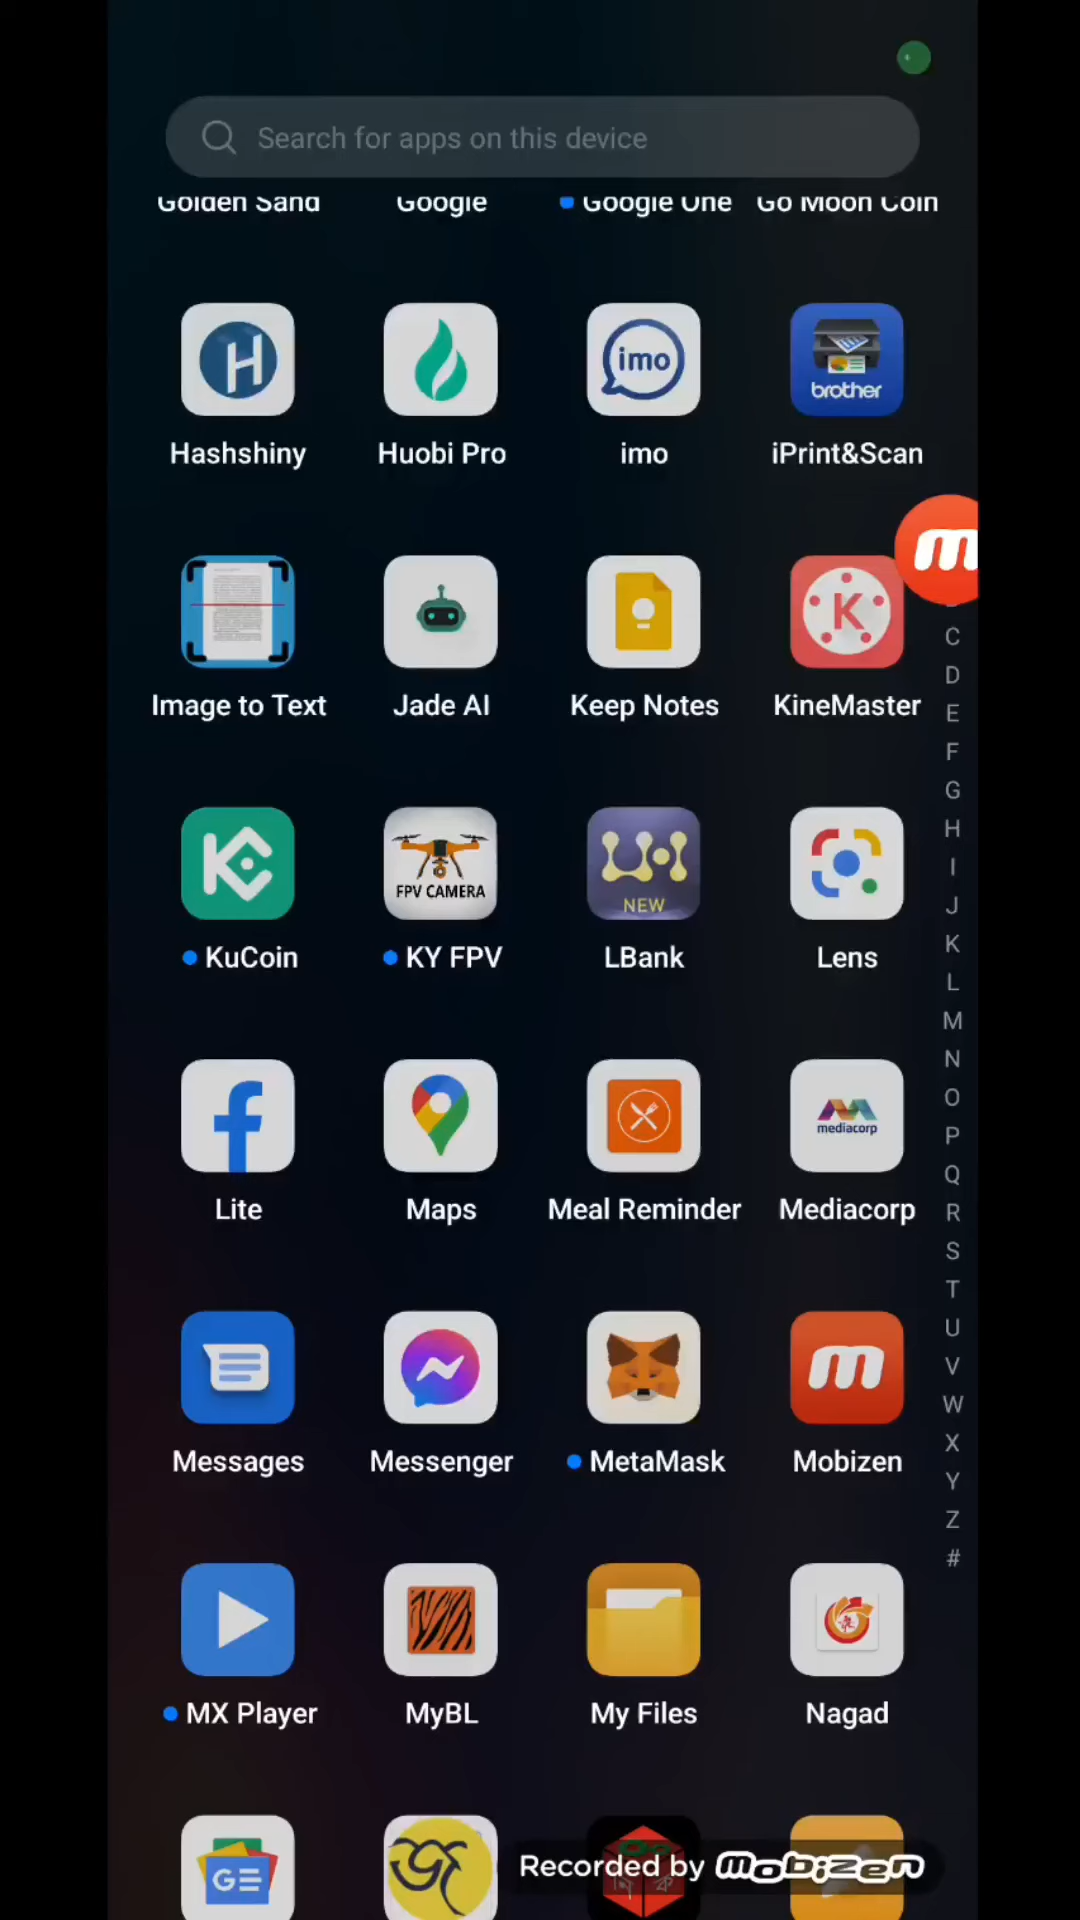 Search for apps on this device
Golden Sand Google Google One Go Moon Coin
H imo brother
Hashshiny Huobi Pro imo iPrint&Scan
m
K
Image to Text Jade AI Keep Notes KineMaster
C
D
E
F
G
H
I
J
K
L
M
N
O
P
Q
R
S
T
U
V
W
X
Y
Z
#
FPV CAMERA NEW
KuCoin KY FPV LBank Lens
f mediacorp
Lite Maps Meal Reminder Mediacorp
m
Messages Messenger MetaMask Mobizen
MX Player MyBL My Files Nagad
GE
Recorded by mobizen